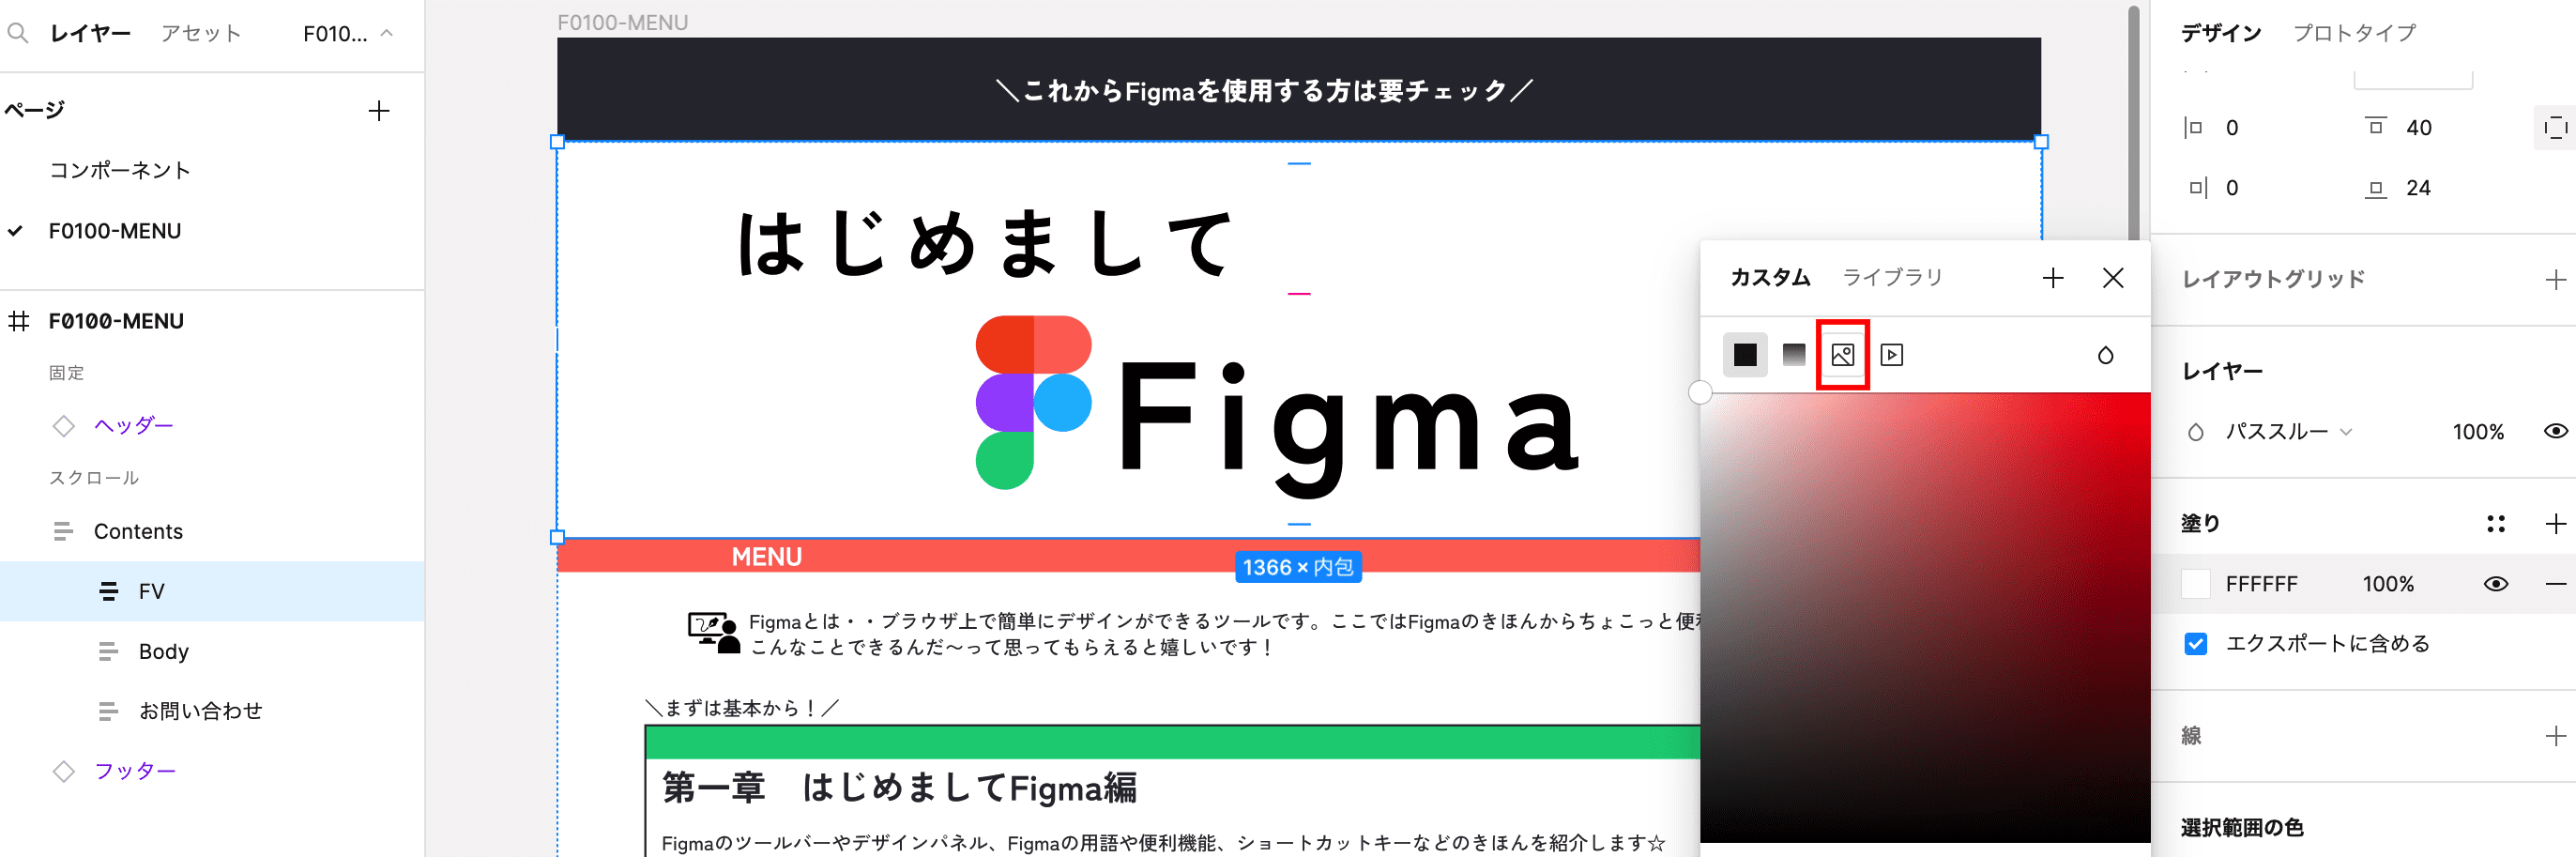 レイヤー アセット F010...
ページ
コンポーネント
F0100-MENU
F0100-MENU
固定
ヘッダー
スクロール
Contents
FV
Body
お問い合わせ
フッター
F0100-MENU
＼これからFigmaを使用する方は要チェック／
はじめまして
Figma
MENU
1366 × 内包
Figmaとは・・ブラウザ上で簡単にデザインができるツールです。ここではFigmaのきほんからちょこっと便利
こんなことできるんだ～って思ってもらえると嬉しいです！
＼まずは基本から！／
第一章　はじめましてFigma編
Figmaのツールバーやデザインパネル、Figmaの用語や便利機能、ショートカットキーなどのきほんを紹介します☆
カスタム ライブラリ
デザイン プロトタイプ
0 40
0 24
レイアウトグリッド
レイヤー
パススルー 100%
塗り
FFFFFF 100%
エクスポートに含める
線
選択範囲の色